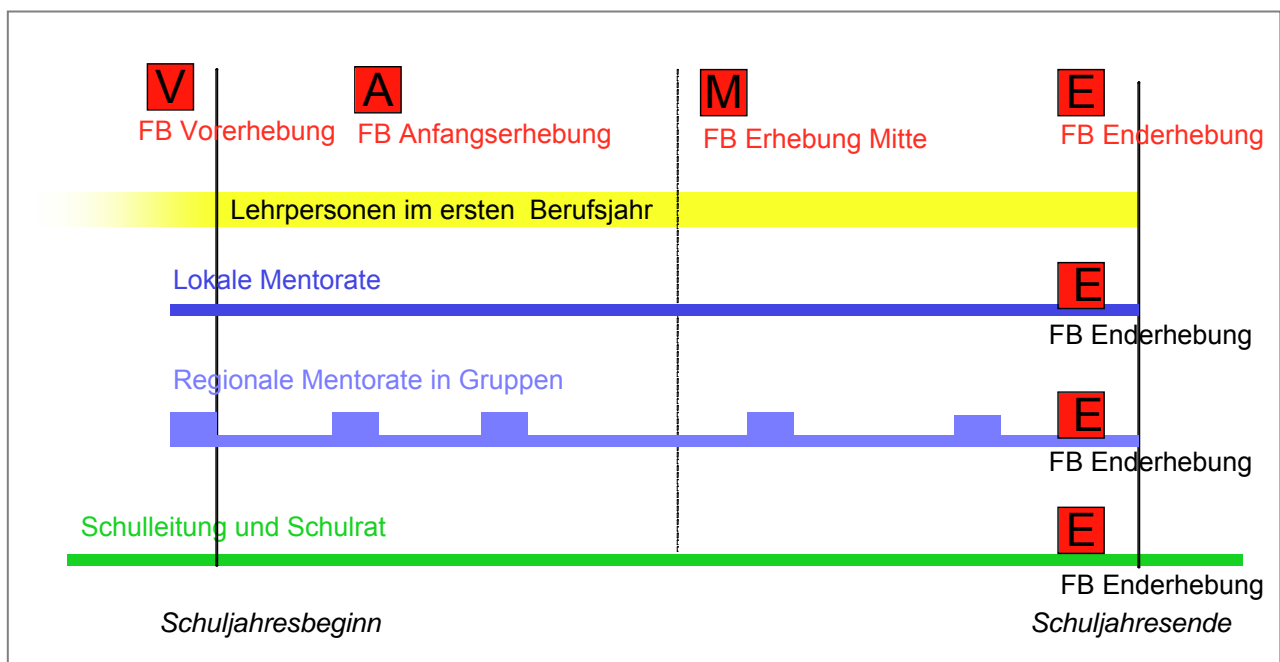 V
A
M
E
FB Vorerhebung
FB Anfangserhebung
FB Erhebung Mitte
FB Enderhebung
Lehrpersonen im ersten Berufsjahr
Lokale Mentorate
E
FB Enderhebung
Regionale Mentorate in Gruppen
E
FB Enderhebung
Schulleitung und Schulrat
E
FB Enderhebung
Schuljahresbeginn
Schuljahresende